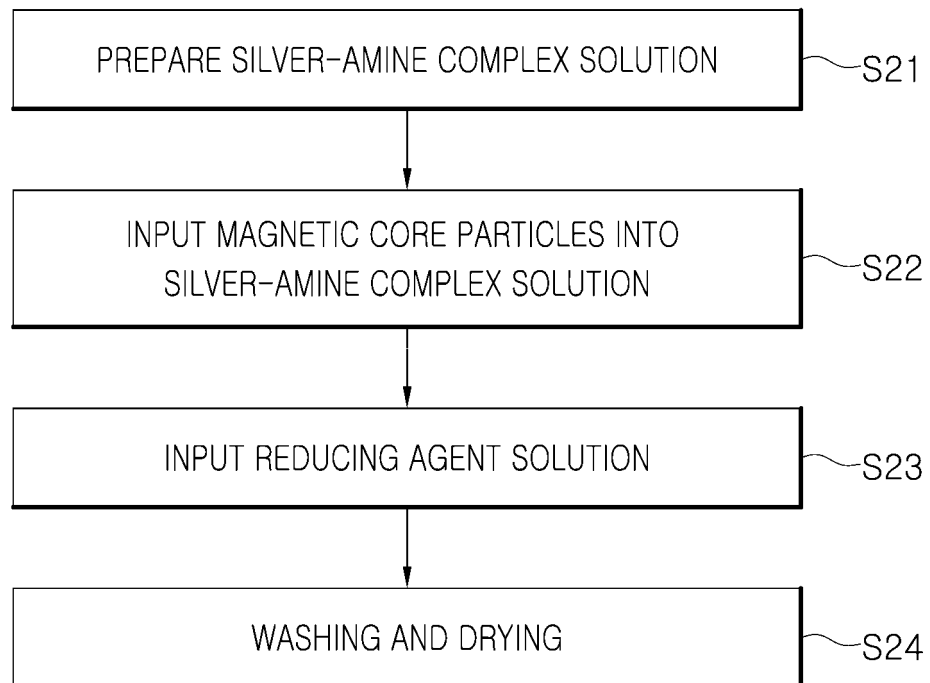 PREPARE SILVER-AMINE COMPLEX SOLUTION
S21
INPUT MAGNETIC CORE PARTICLES INTO
SILVER-AMINE COMPLEX SOLUTION
S22
INPUT REDUCING AGENT SOLUTION
S23
WASHING AND DRYING
S24